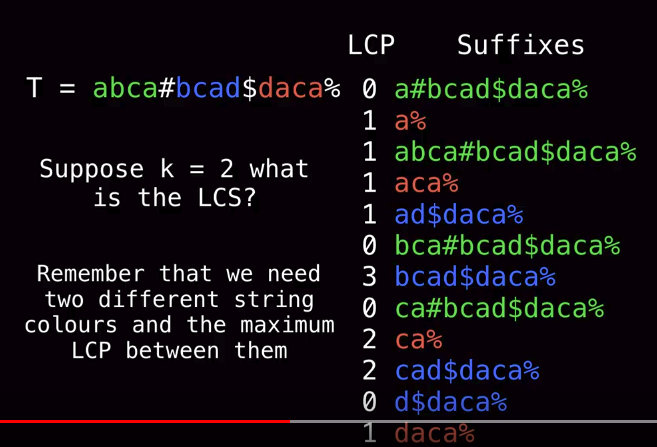 LCP Suffixes
T = abca#bcad$daca%
0 a#bcad$daca%
1 a%
1 abca#bcad$daca%
1 aca%
1 ad$daca%
0 bca#bcad$daca%
3 bcad$daca%
0 ca#bcad$daca%
2 ca%
2 cad$daca%
0 d$daca%
1 daca%
Suppose k = 2 what
is the LCS?
Remember that we need
two different string
colours and the maximum
LCP between them